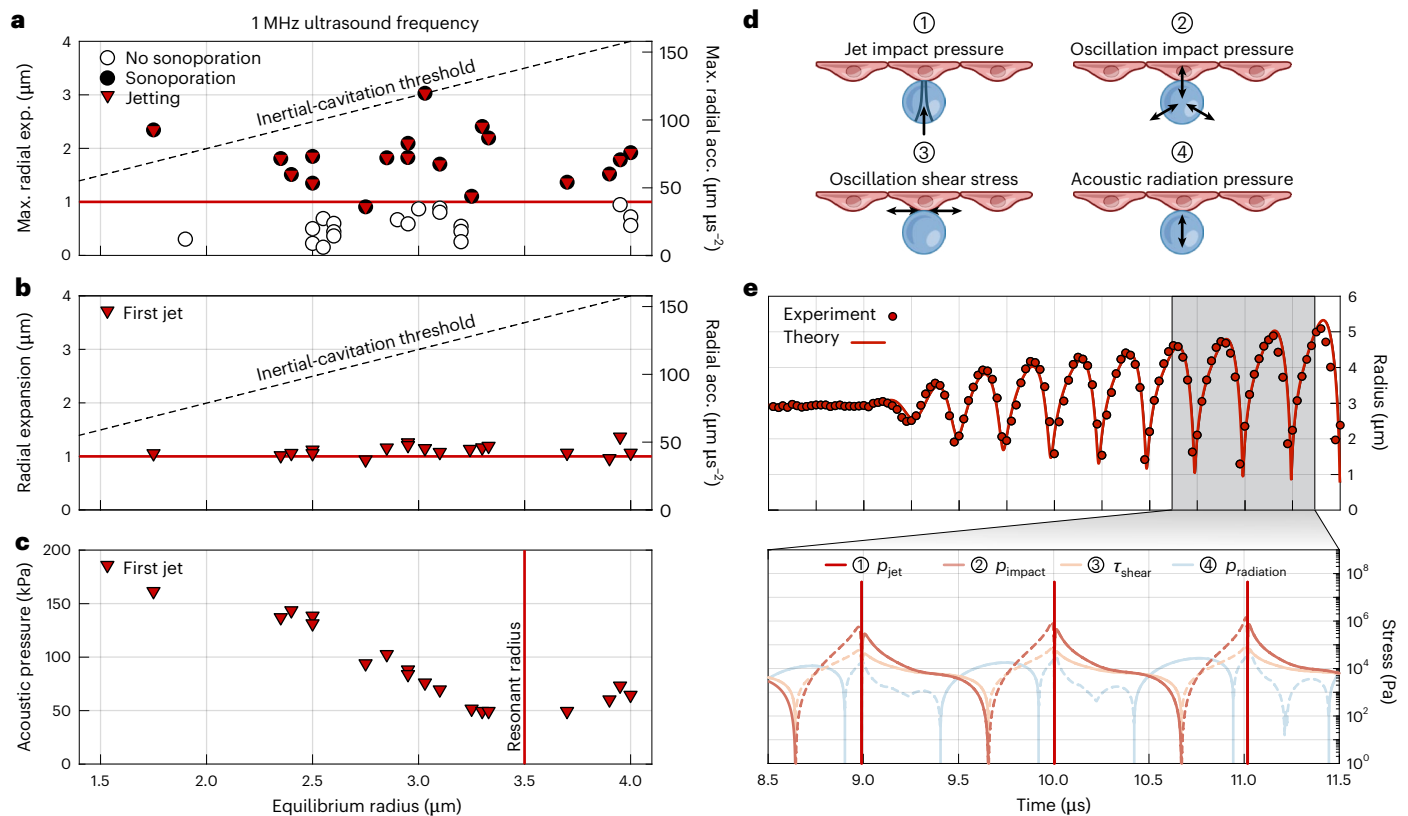 a
1 MHz ultrasound frequency
Max. radial exp. (μm)
4
3
2
1
0
No sonoporation
Sonoporation
Jetting
Inertial-cavitation threshold
150
100
50
0
Max. radial acc. (μm μs⁻²)
b
Radial expansion (μm)
4
3
2
1
0
First jet
Inertial-cavitation threshold
150
100
50
0
Radial acc. (μm μs⁻²)
c
Acoustic pressure (kPa)
200
150
100
50
0
First jet
Resonant radius
1.5 2.0 2.5 3.0 3.5 4.0
Equilibrium radius (μm)
d
① ②
Jet impact pressure Oscillation impact pressure
③ ④
Oscillation shear stress Acoustic radiation pressure
e
Experiment
Theory
6
5
4
3
2
1
0
Radius (μm)
① p_jet ② p_impact ③ τ_shear ④ p_radiation
10⁸
10⁶
10⁴
10²
10⁰
Stress (Pa)
8.5 9.0 9.5 10.0 10.5 11.0 11.5
Time (μs)